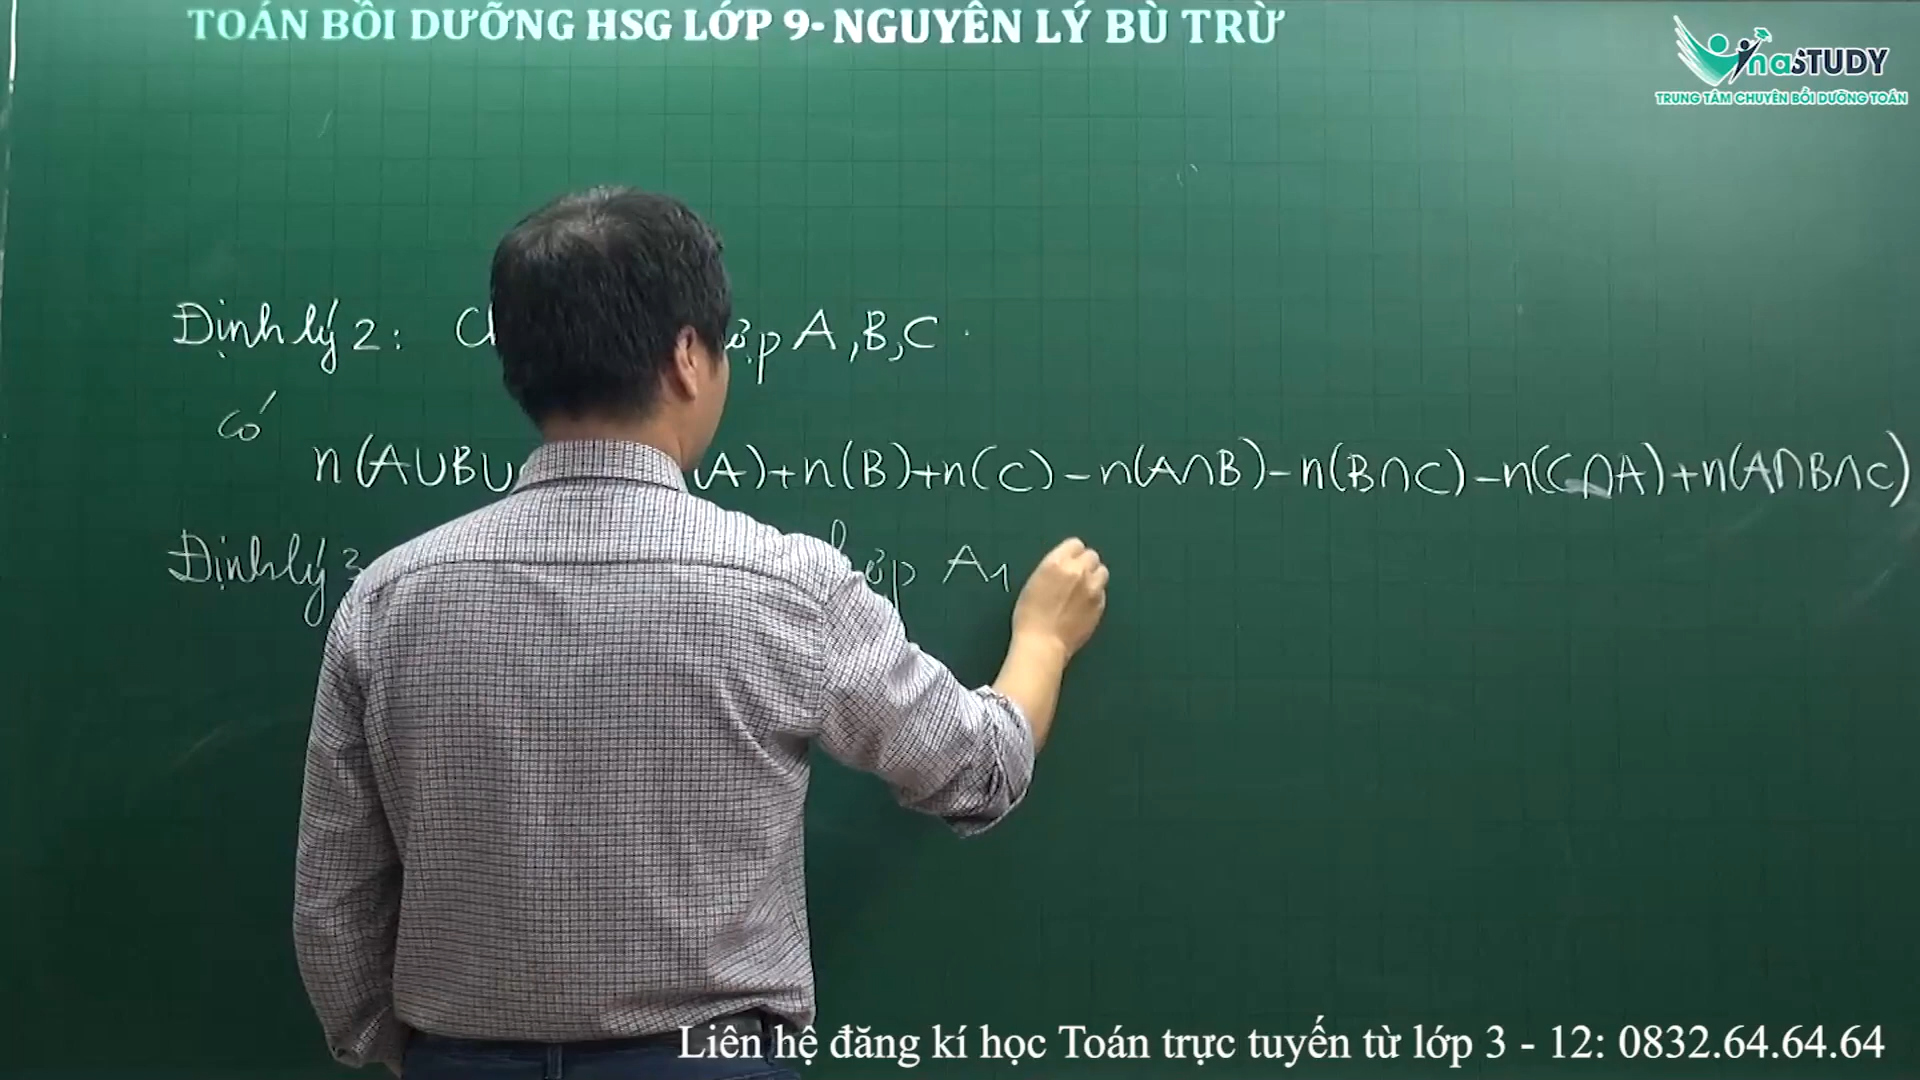 TOÁN BỒI DƯỠNG HSG LỚP 9- NGUYÊN LÝ BÙ TRỪ
VinaSTUDY
TRUNG TÂM CHUYÊN BỒI DƯỠNG TOÁN
Định lý 2: A, B, C
có
n(A∪B∪ A)+n(B)+n(C)-n(A∩B)-n(B∩C)-n(C∩A)+n(A∩B∩C)
Định lý 3 hợp A1
Liên hệ đăng kí học Toán trực tuyến từ lớp 3 - 12: 0832.64.64.64